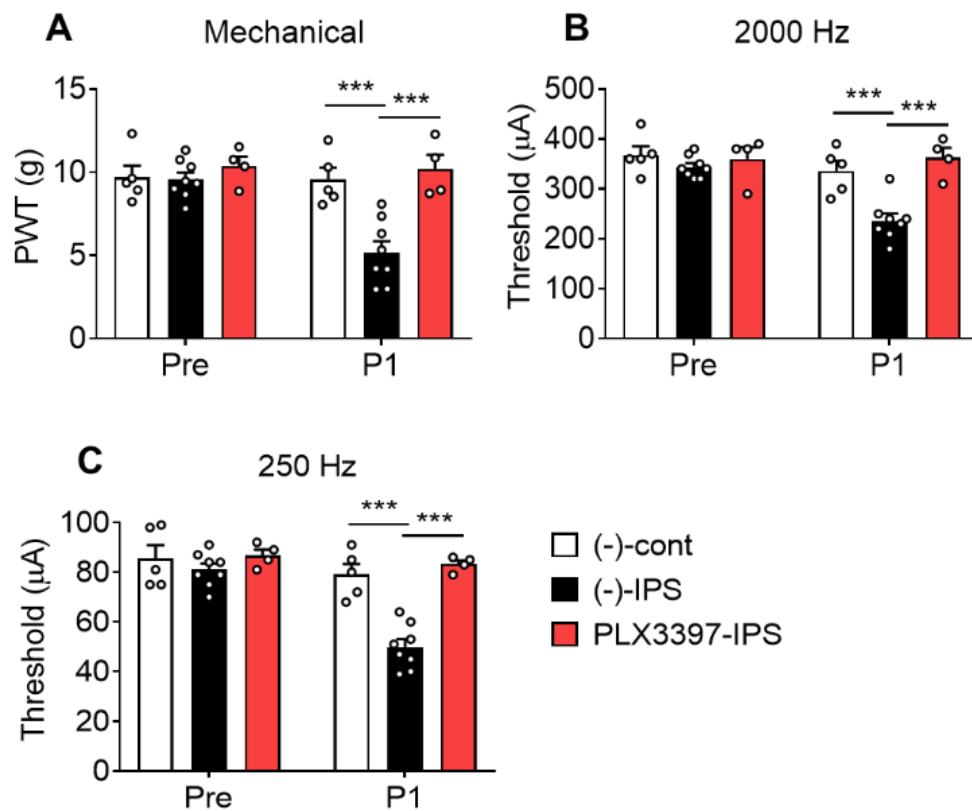 A
Mechanical
PWT (g)
15
10
5
0
***
***
Pre
P1
B
2000 Hz
Threshold (μA)
500
400
300
200
100
0
***
***
Pre
P1
C
250 Hz
Threshold (μA)
100
80
60
40
20
0
***
***
Pre
P1
(-)-cont
(-)-IPS
PLX3397-IPS